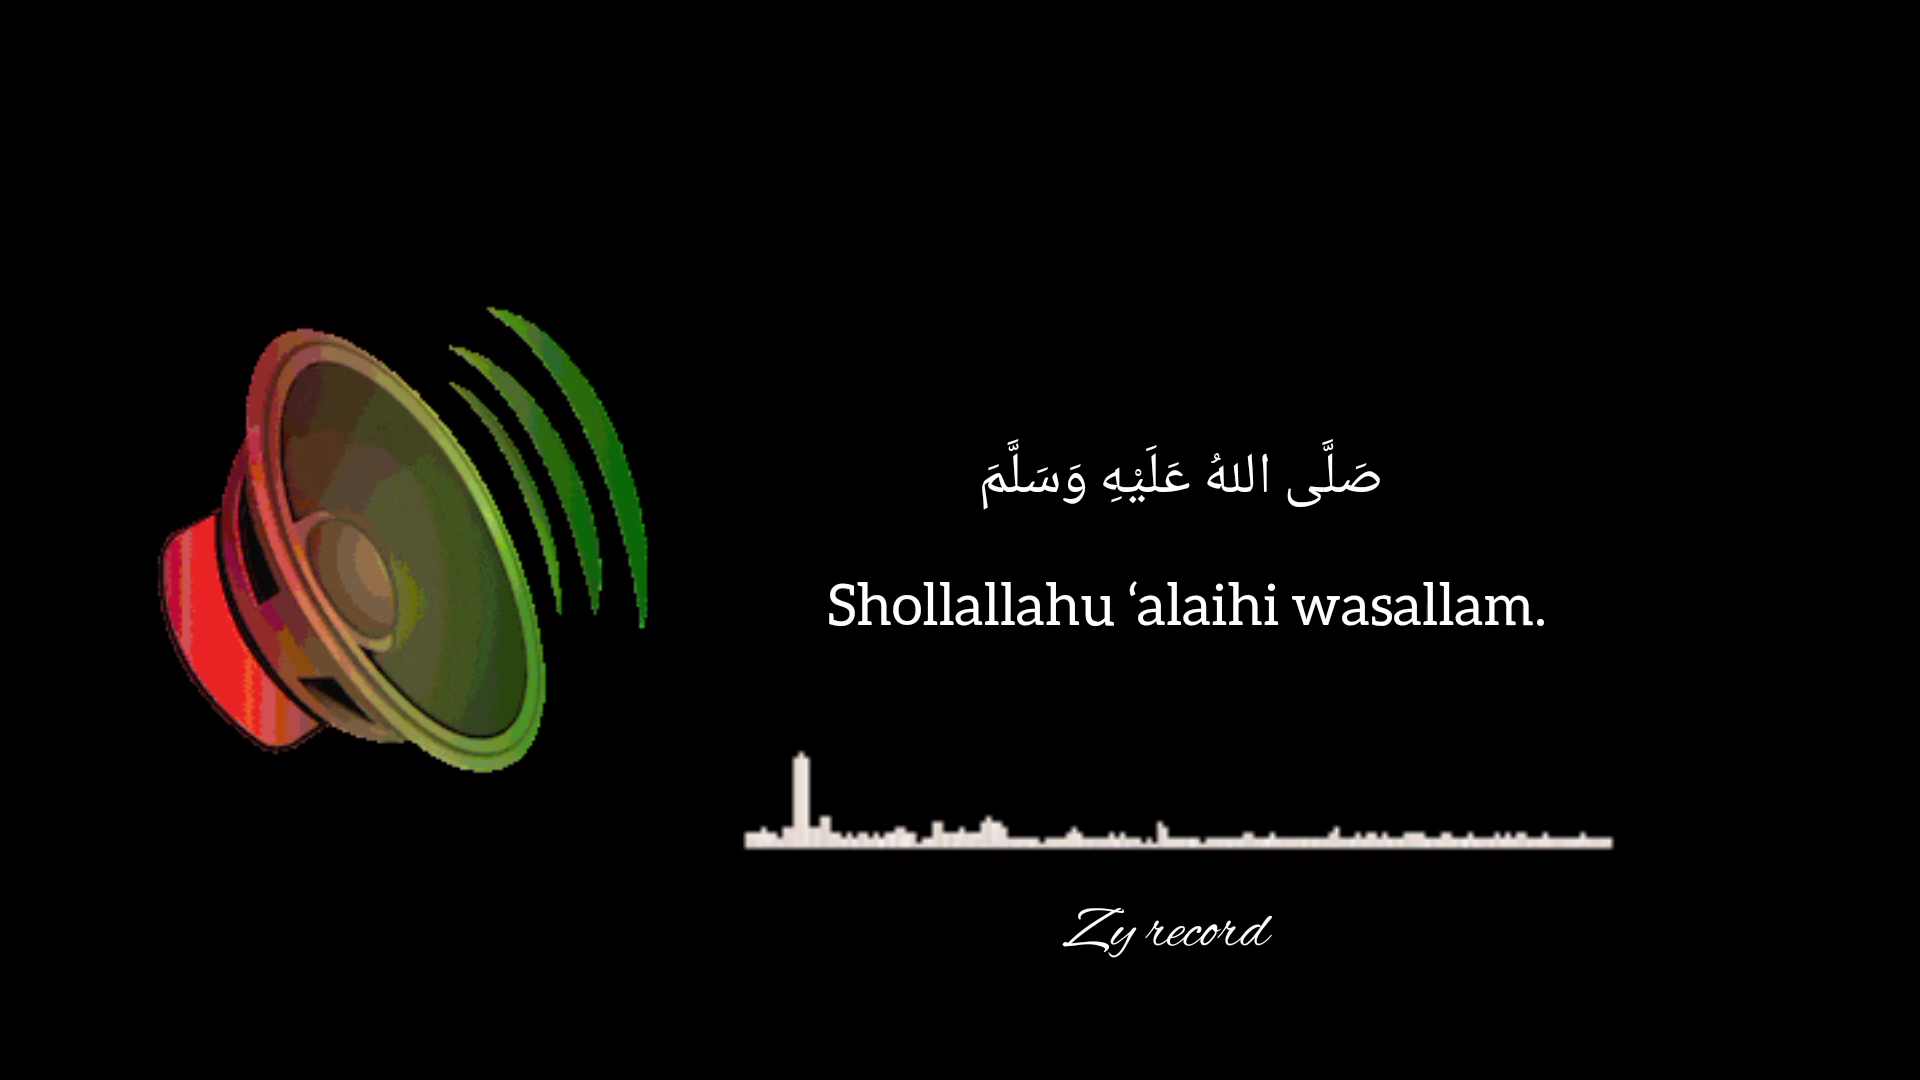 صَلَّى اللهُ عَلَيْهِ وَسَلَّمَ
Shollallahu ‘alaihi wasallam.
Zy record